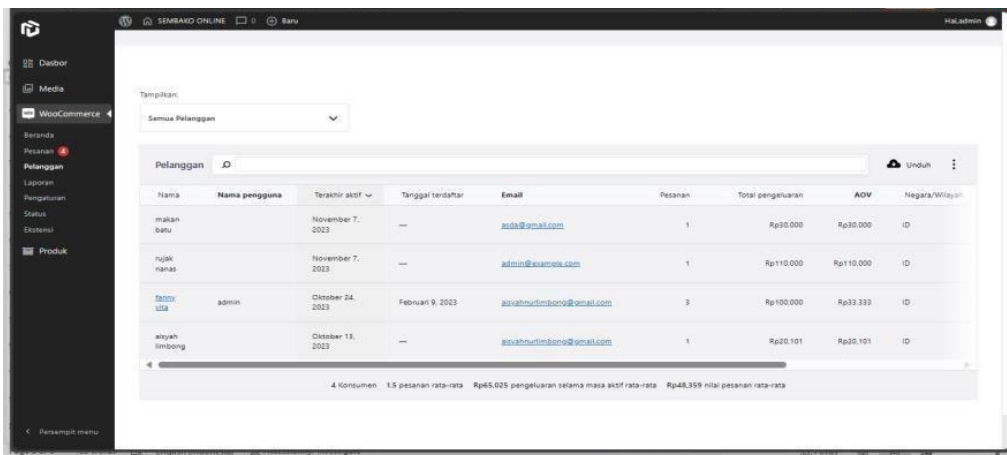 SEMBAKO ONLINE 0 Baru
Hai,admin
Dasbor
Media
WooCommerce
Beranda
Pesanan 4
Pelanggan
Laporan
Pengaturan
Status
Ekstensi
Produk
Persempit menu
Tampilkan:
Semua Pelanggan
Pelanggan
Unduh
Nama Nama pengguna Terakhir aktif Tanggal terdaftar Email Pesanan Total pengeluaran AOV Negara/Wilayah
makan batu November 7, 2023 — asda@gmail.com 1 Rp30.000 Rp30.000 ID
rujak nanas November 7, 2023 — admin@example.com 1 Rp110.000 Rp110.000 ID
fanny vita admin Oktober 24, 2023 Februari 9, 2023 aisyahnurlimbong@gmail.com 3 Rp100.000 Rp33.333 ID
aisyah limbong Oktober 13, 2023 — aisyahnurlimbong@gmail.com 1 Rp20.101 Rp20.101 ID
4 Konsumen 1.5 pesanan rata-rata Rp65,025 pengeluaran selama masa aktif rata-rata Rp48,359 nilai pesanan rata-rata